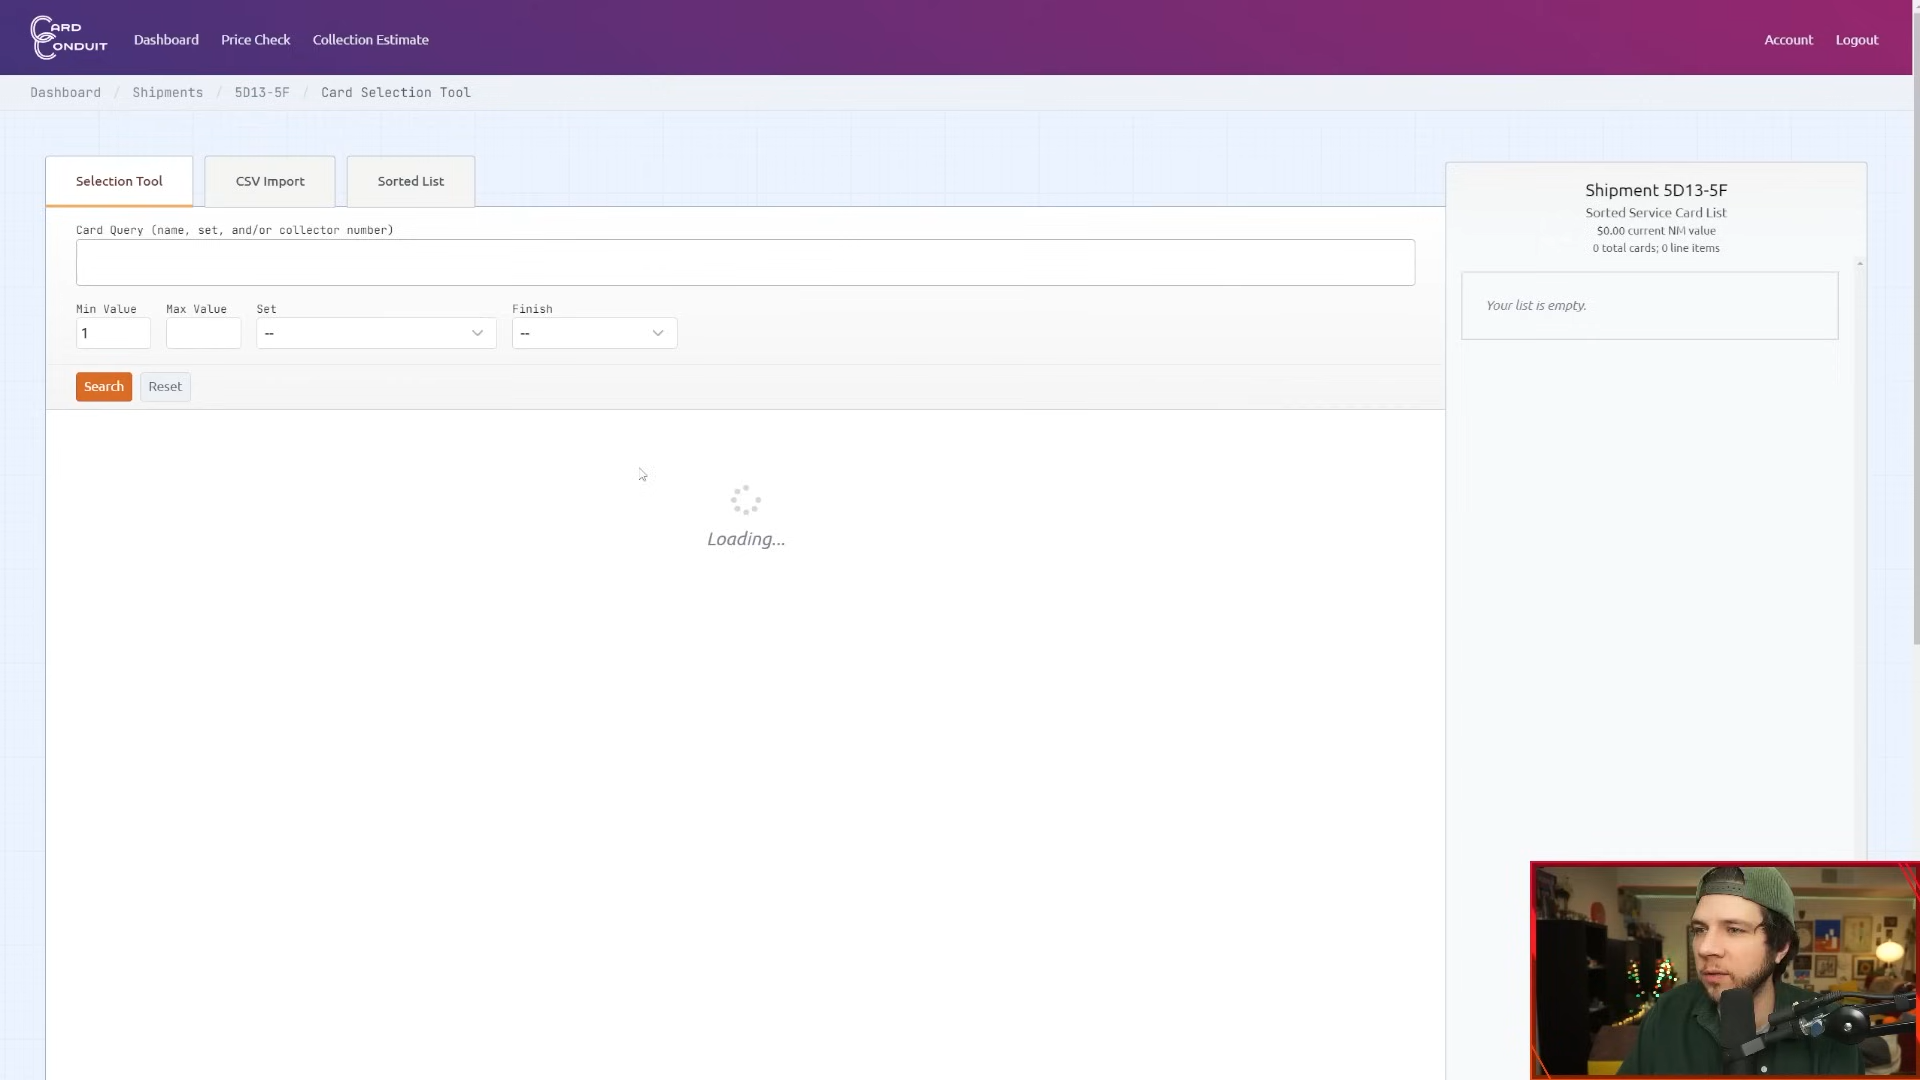 CARD
CONDUIT
Dashboard
Price Check
Collection Estimate
Account
Logout
Dashboard / Shipments / 5D13-5F / Card Selection Tool
Selection Tool
CSV Import
Sorted List
Card Query (name, set, and/or collector number)
Min Value
Max Value
Set
Finish
1
--
--
Search
Reset
Loading...
Shipment 5D13-5F
Sorted Service Card List
$0.00 current NM value
0 total cards; 0 line items
Your list is empty.